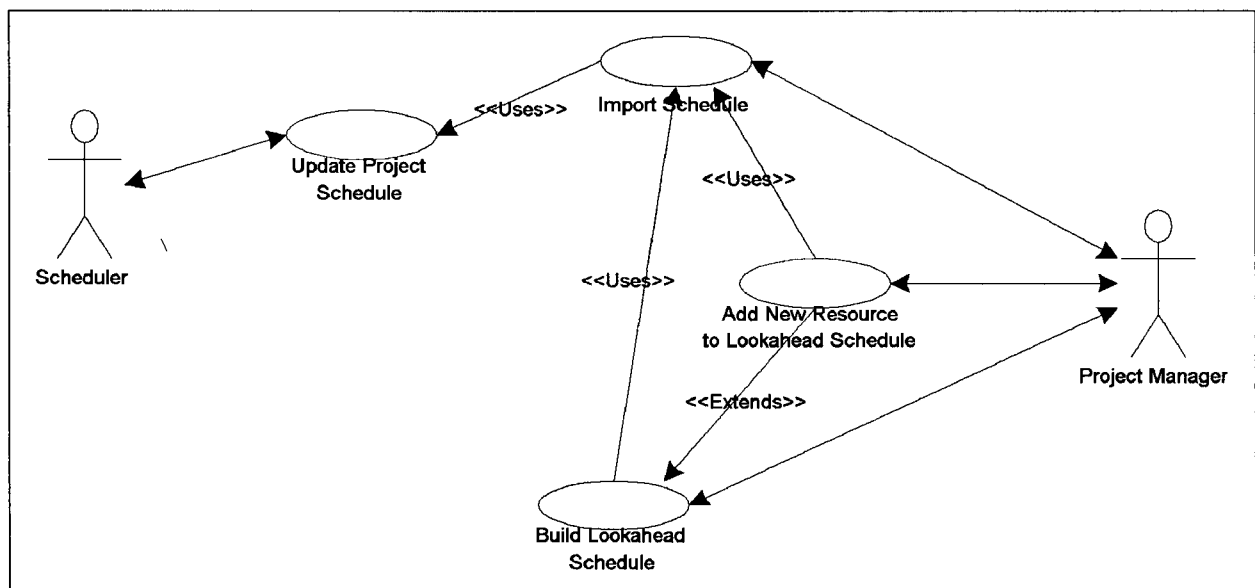 <<Uses>>
Import Schedule
Update Project
Schedule
<<Uses>>
Scheduler
<<Uses>>
Add New Resource
to Lookahead Schedule
Project Manager
<<Extends>>
Build Lookahead
Schedule